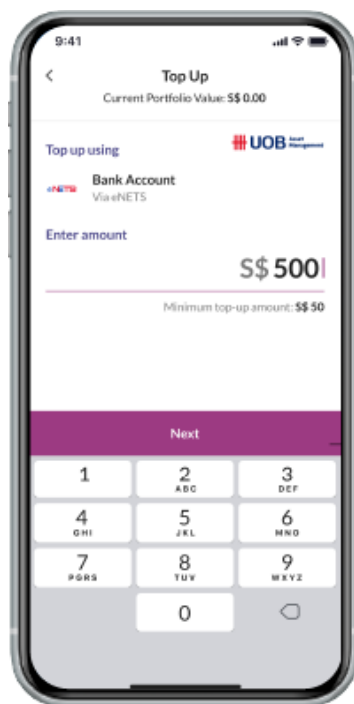 9:41
Top Up
Current Portfolio Value: S$ 0.00
Top up using
UOB Asset Management
eNETS
Bank Account
Via eNETS
Enter amount
S$ 500
Minimum top-up amount: S$ 50
Next
1
2
ABC
3
DEF
4
GHI
5
JKL
6
MNO
7
PQRS
8
TUV
9
WXYZ
0